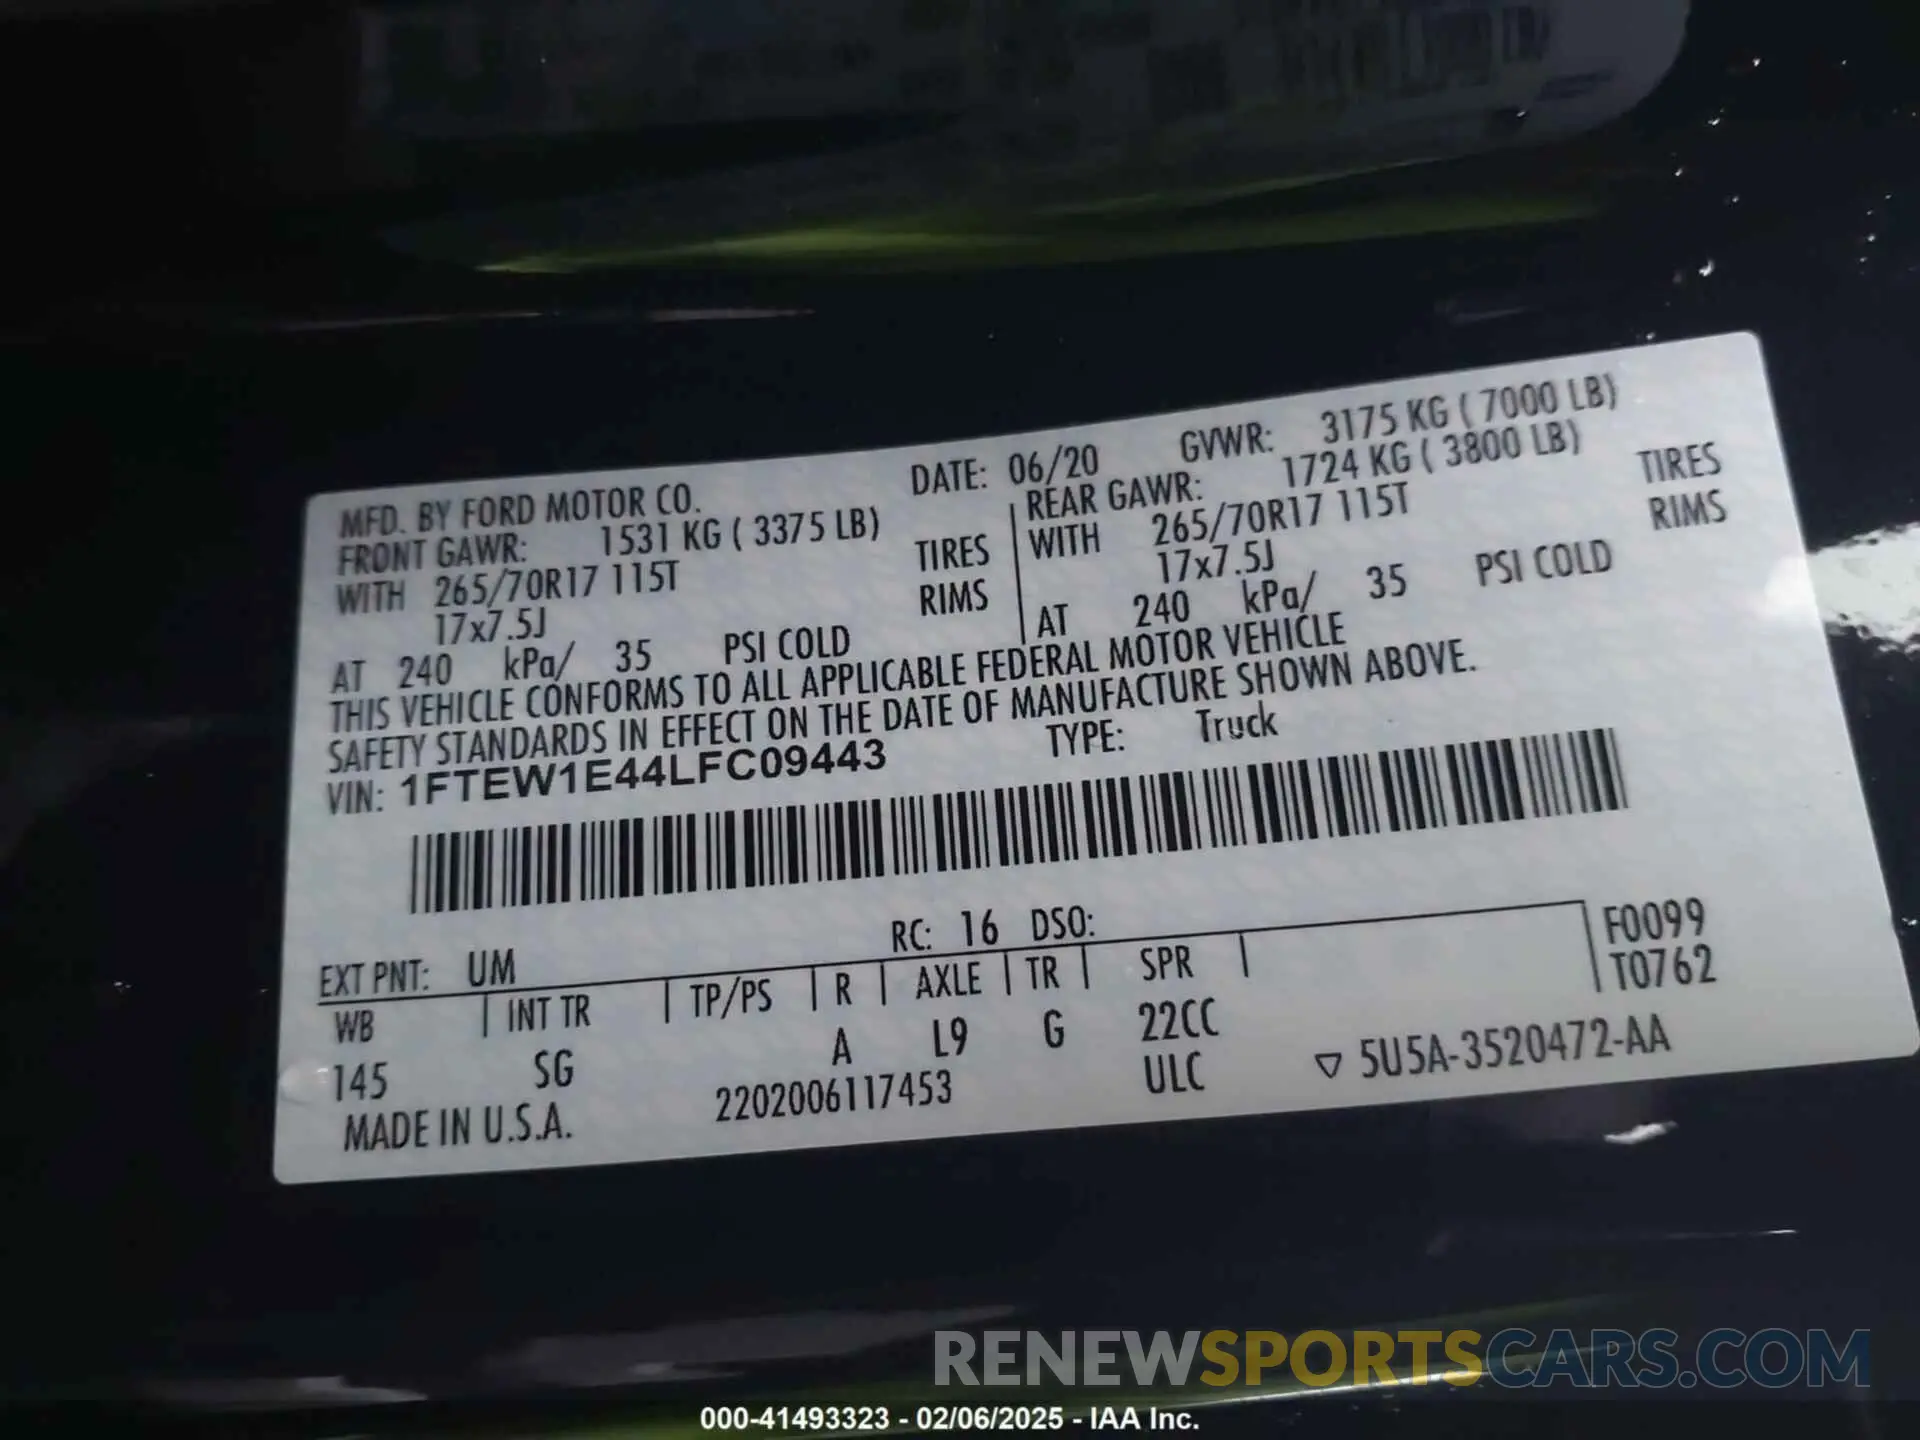 MFD. BY FORD MOTOR CO. DATE: 06/20 GVWR: 3175 KG ( 7000 LB)
FRONT GAWR: 1531 KG ( 3375 LB) REAR GAWR: 1724 KG ( 3800 LB)
WITH 265/70R17 115T TIRES WITH 265/70R17 115T TIRES
17x7.5J RIMS 17x7.5J RIMS
AT 240 kPa/ 35 PSI COLD AT 240 kPa/ 35 PSI COLD
THIS VEHICLE CONFORMS TO ALL APPLICABLE FEDERAL MOTOR VEHICLE
SAFETY STANDARDS IN EFFECT ON THE DATE OF MANUFACTURE SHOWN ABOVE.
VIN: 1FTEW1E44LFC09443 TYPE: Truck
EXT PNT: UM RC: 16 DSO: F0099
WB INT TR TP/PS R AXLE TR SPR T0762
145 SG A L9 G 22CC
MADE IN U.S.A. 2202006117453 ULC ▽ 5U5A-3520472-AA
RENEWSPORTSCARS.COM
000-41493323 - 02/06/2025 - IAA Inc.